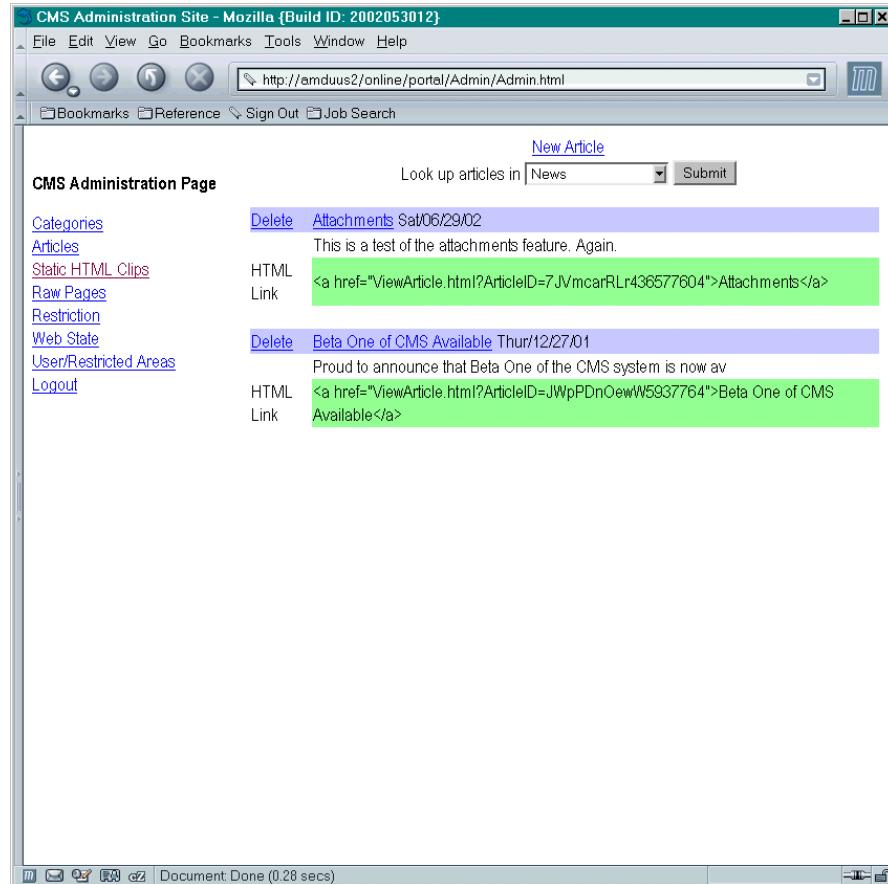 CMS Administration Site - Mozilla {Build ID: 2002053012}
File Edit View Go Bookmarks Tools Window Help
http://amduus2/online/portal/Admin/Admin.html
Bookmarks Reference Sign Out Job Search
New Article
Look up articles in News Submit
CMS Administration Page
Categories
Articles
Static HTML Clips
Raw Pages
Restriction
Web State
User/Restricted Areas
Logout
Delete Attachments Sat/06/29/02
This is a test of the attachments feature. Again.
HTML Link
<a href="ViewArticle.html?ArticleID=7JVmcarRLr436577604">Attachments</a>
Delete Beta One of CMS Available Thur/12/27/01
Proud to announce that Beta One of the CMS system is now av
HTML Link
<a href="ViewArticle.html?ArticleID=JWpPDnOewW5937764">Beta One of CMS
Available</a>
Document: Done (0.28 secs)